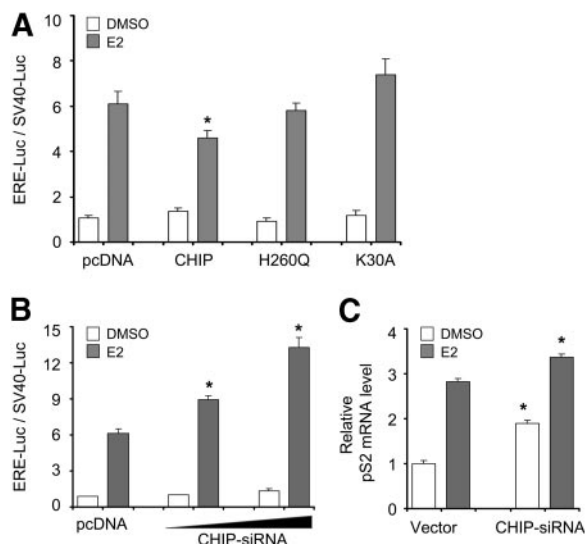 A
DMSO
E2
ERE-Luc / SV40-Luc
10
8
6
4
2
0
*
pcDNA CHIP H260Q K30A
B
DMSO
E2
ERE-Luc / SV40-Luc
15
12
9
6
3
0
*
*
pcDNA
CHIP-siRNA
C
DMSO
E2
Relative
pS2 mRNA level
4
3
2
1
0
*
*
Vector CHIP-siRNA